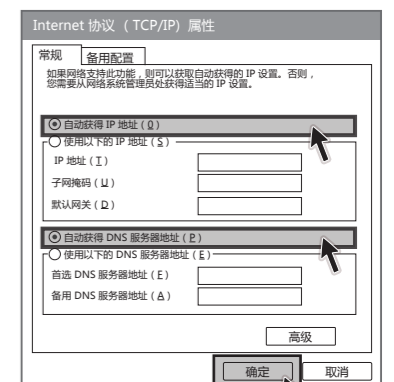 Internet 协议 （TCP/IP) 属性
常规 备用配置
如果网络支持此功能，则可以获取自动获得的 IP 设置。否则，
您需要从网络系统管理员处获得适当的 IP 设置。
自动获得 IP 地址 ( O )
使用以下的 IP 地址 ( S )
IP 地址 ( I )
子网掩码 ( U )
默认网关 ( D )
自动获得 DNS 服务器地址 ( P )
使用以下的 DNS 服务器地址 ( E )
首选 DNS 服务器地址 ( F )
备用 DNS 服务器地址 ( A )
高级
确定 取消